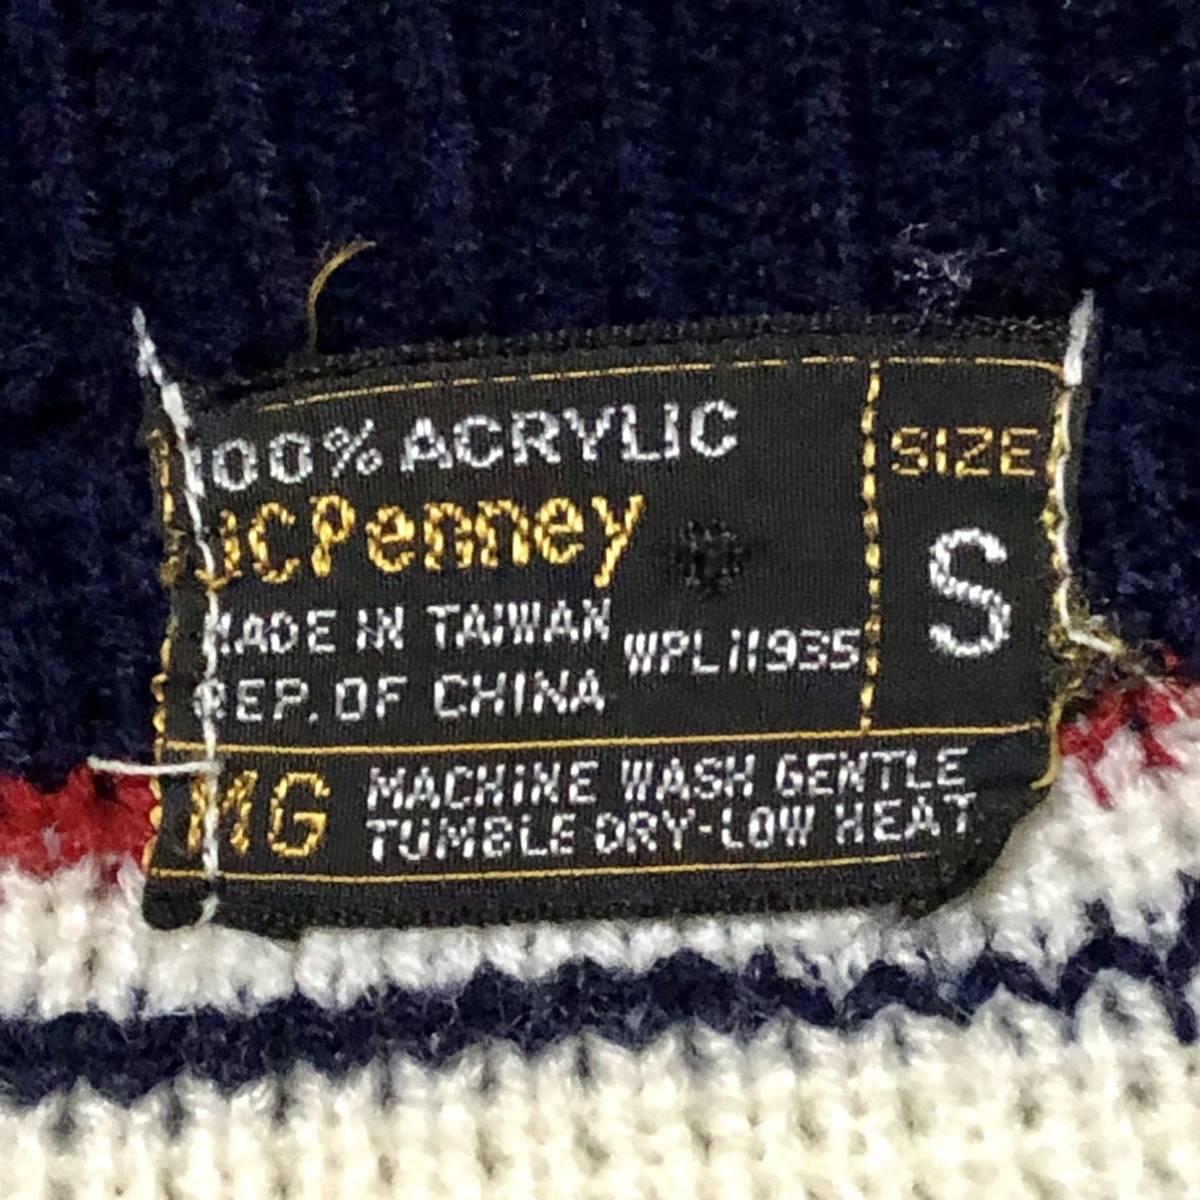 100% ACRYLIC
JCPenney
MADE IN TAIWAN
REP. OF CHINA
WPL11935
SIZE
S
MG
MACHINE WASH GENTLE
TUMBLE DRY-LOW HEAT